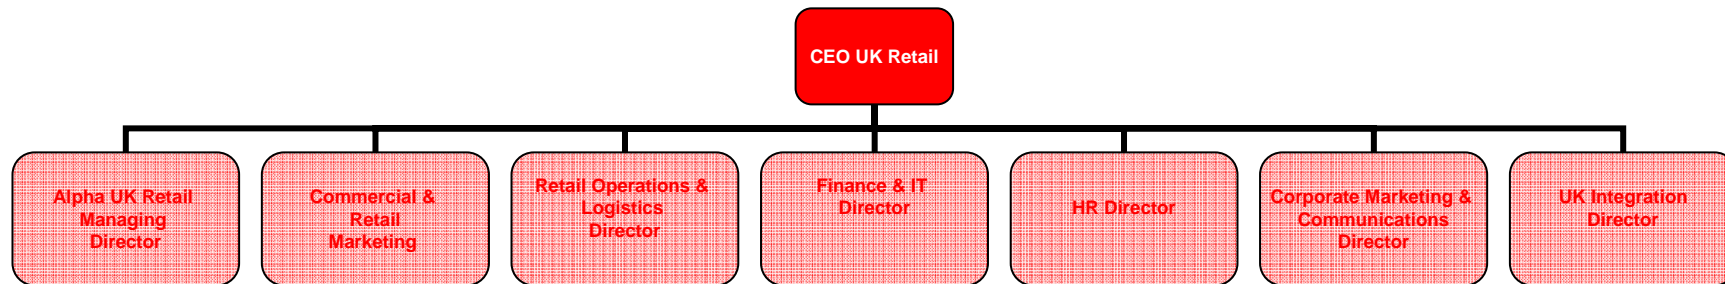 CEO UK Retail
Alpha UK Retail
Managing
Director
Commercial &
Retail
Marketing
Retail Operations &
Logistics
Director
Finance & IT
Director
HR Director
Corporate Marketing &
Communications
Director
UK Integration
Director